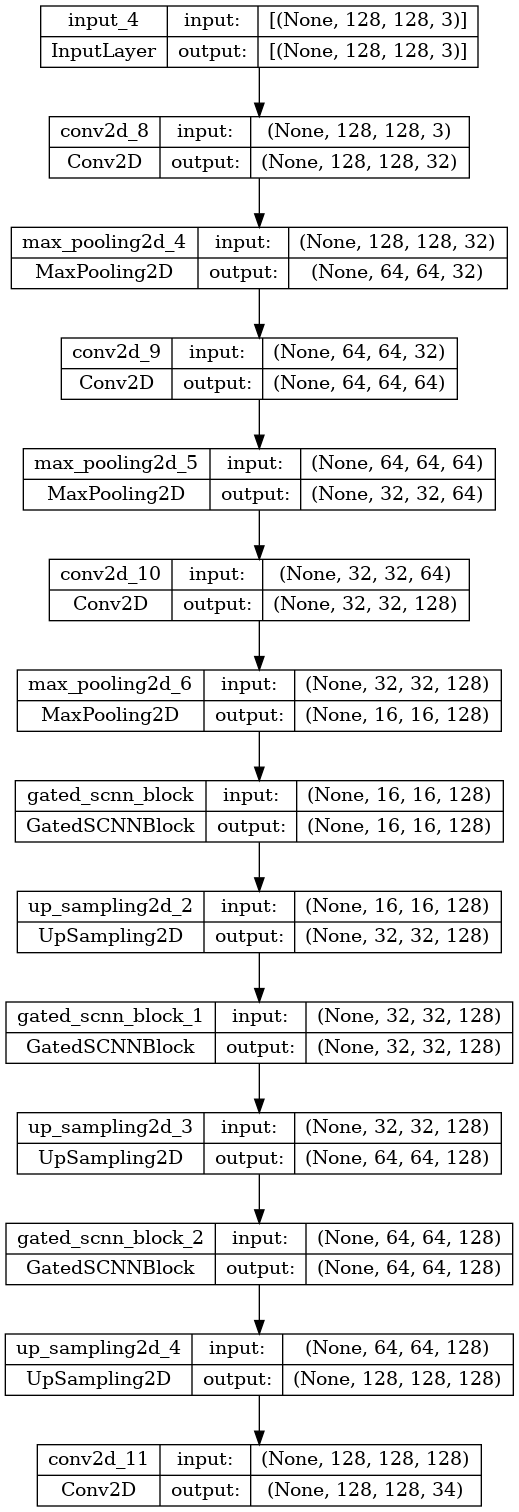 input_4 input: [(None, 128, 128, 3)]
InputLayer output: [(None, 128, 128, 3)]
conv2d_8 input: (None, 128, 128, 3)
Conv2D output: (None, 128, 128, 32)
max_pooling2d_4 input: (None, 128, 128, 32)
MaxPooling2D output: (None, 64, 64, 32)
conv2d_9 input: (None, 64, 64, 32)
Conv2D output: (None, 64, 64, 64)
max_pooling2d_5 input: (None, 64, 64, 64)
MaxPooling2D output: (None, 32, 32, 64)
conv2d_10 input: (None, 32, 32, 64)
Conv2D output: (None, 32, 32, 128)
max_pooling2d_6 input: (None, 32, 32, 128)
MaxPooling2D output: (None, 16, 16, 128)
gated_scnn_block input: (None, 16, 16, 128)
GatedSCNNBlock output: (None, 16, 16, 128)
up_sampling2d_2 input: (None, 16, 16, 128)
UpSampling2D output: (None, 32, 32, 128)
gated_scnn_block_1 input: (None, 32, 32, 128)
GatedSCNNBlock output: (None, 32, 32, 128)
up_sampling2d_3 input: (None, 32, 32, 128)
UpSampling2D output: (None, 64, 64, 128)
gated_scnn_block_2 input: (None, 64, 64, 128)
GatedSCNNBlock output: (None, 64, 64, 128)
up_sampling2d_4 input: (None, 64, 64, 128)
UpSampling2D output: (None, 128, 128, 128)
conv2d_11 input: (None, 128, 128, 128)
Conv2D output: (None, 128, 128, 34)